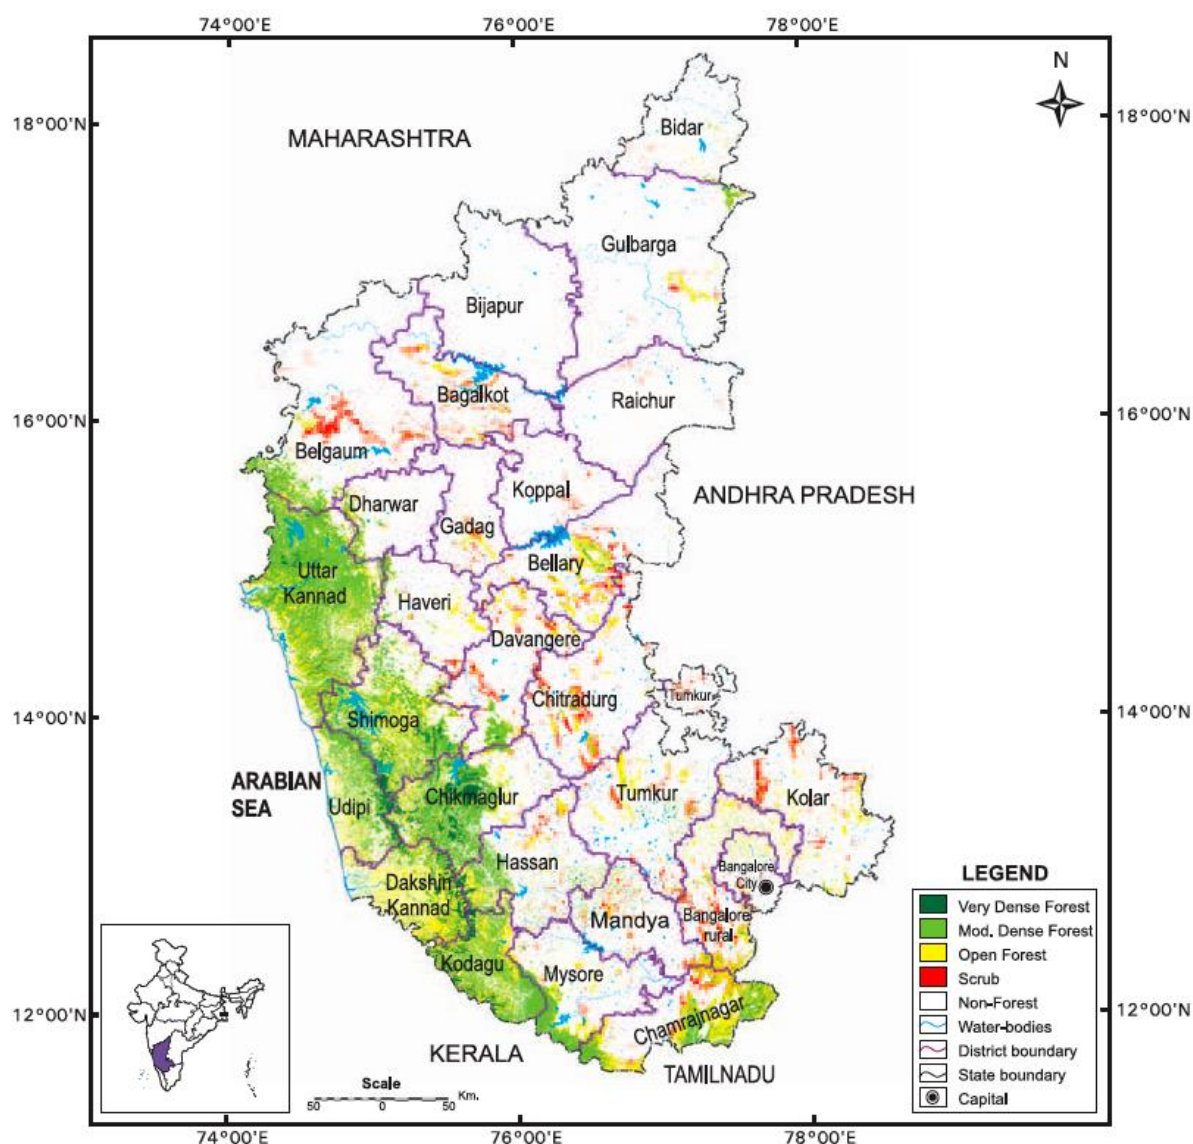 74°00'E 76°00'E 78°00'E
N
18°00'N 18°00'N
MAHARASHTRA
Bidar
Gulbarga
Bijapur
Bagalkot
Raichur
16°00'N 16°00'N
Belgaum
Koppal
ANDHRA PRADESH
Dharwar
Gadag
Bellary
Uttar
Kannad
Haveri
Davangere
Tumkur
Chitradurg
14°00'N 14°00'N
Shimoga
ARABIAN
SEA
Udipi
Chikmaglur
Tumkur
Kolar
Hassan
Bangalore
City
Dakshin
Kannad
Mandya
Bangalore
rural
Kodagu
Mysore
Chamrajnagar
12°00'N 12°00'N
KERALA
TAMILNADU
LEGEND
Very Dense Forest
Mod. Dense Forest
Open Forest
Scrub
Non-Forest
Water-bodies
District boundary
State boundary
Capital
Scale
50 0 50 Km.
74°00'E 76°00'E 78°00'E